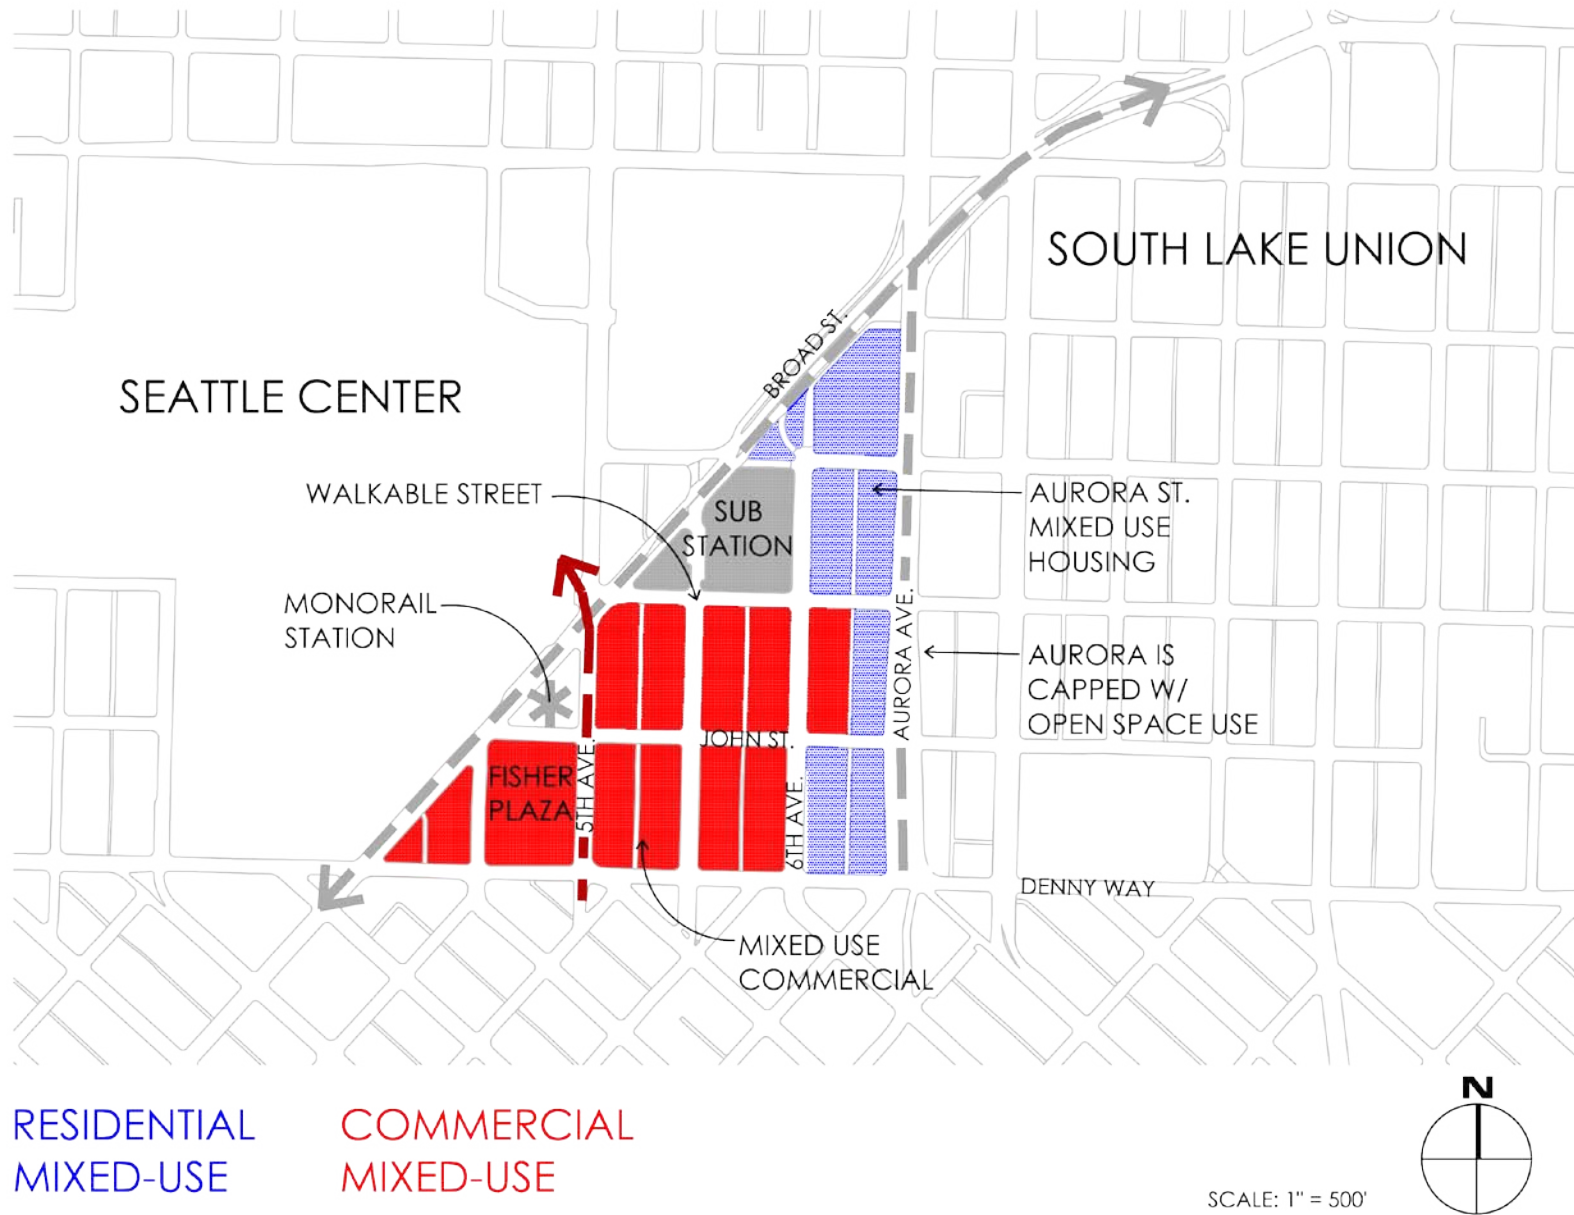 SOUTH LAKE UNION
BROAD ST.
SEATTLE CENTER
WALKABLE STREET
SUB
STATION
AURORA ST.
MIXED USE
HOUSING
MONORAIL
STATION
AURORA AVE.
AURORA IS
CAPPED W/
OPEN SPACE USE
JOHN ST.
FISHER
PLAZA
5TH AVE.
6TH AVE.
DENNY WAY
MIXED USE
COMMERCIAL
RESIDENTIAL
MIXED-USE
COMMERCIAL
MIXED-USE
N
SCALE: 1" = 500'